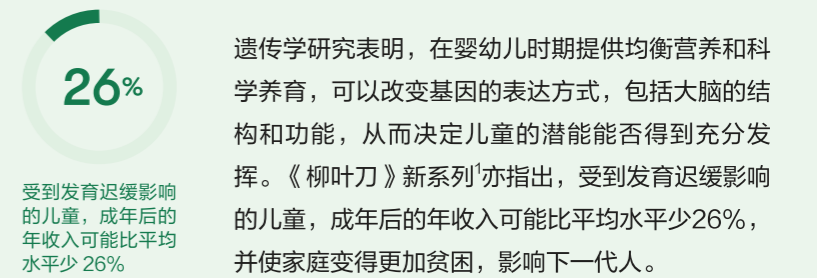 26%
受到发育迟缓影响
的儿童，成年后的
年收入可能比平均
水平少 26%
遗传学研究表明，在婴幼儿时期提供均衡营养和科
学养育，可以改变基因的表达方式，包括大脑的结
构和功能，从而决定儿童的潜能能否得到充分发
挥。《柳叶刀》新系列1亦指出，受到发育迟缓影响
的儿童，成年后的年收入可能比平均水平少26%，
并使家庭变得更加贫困，影响下一代人。